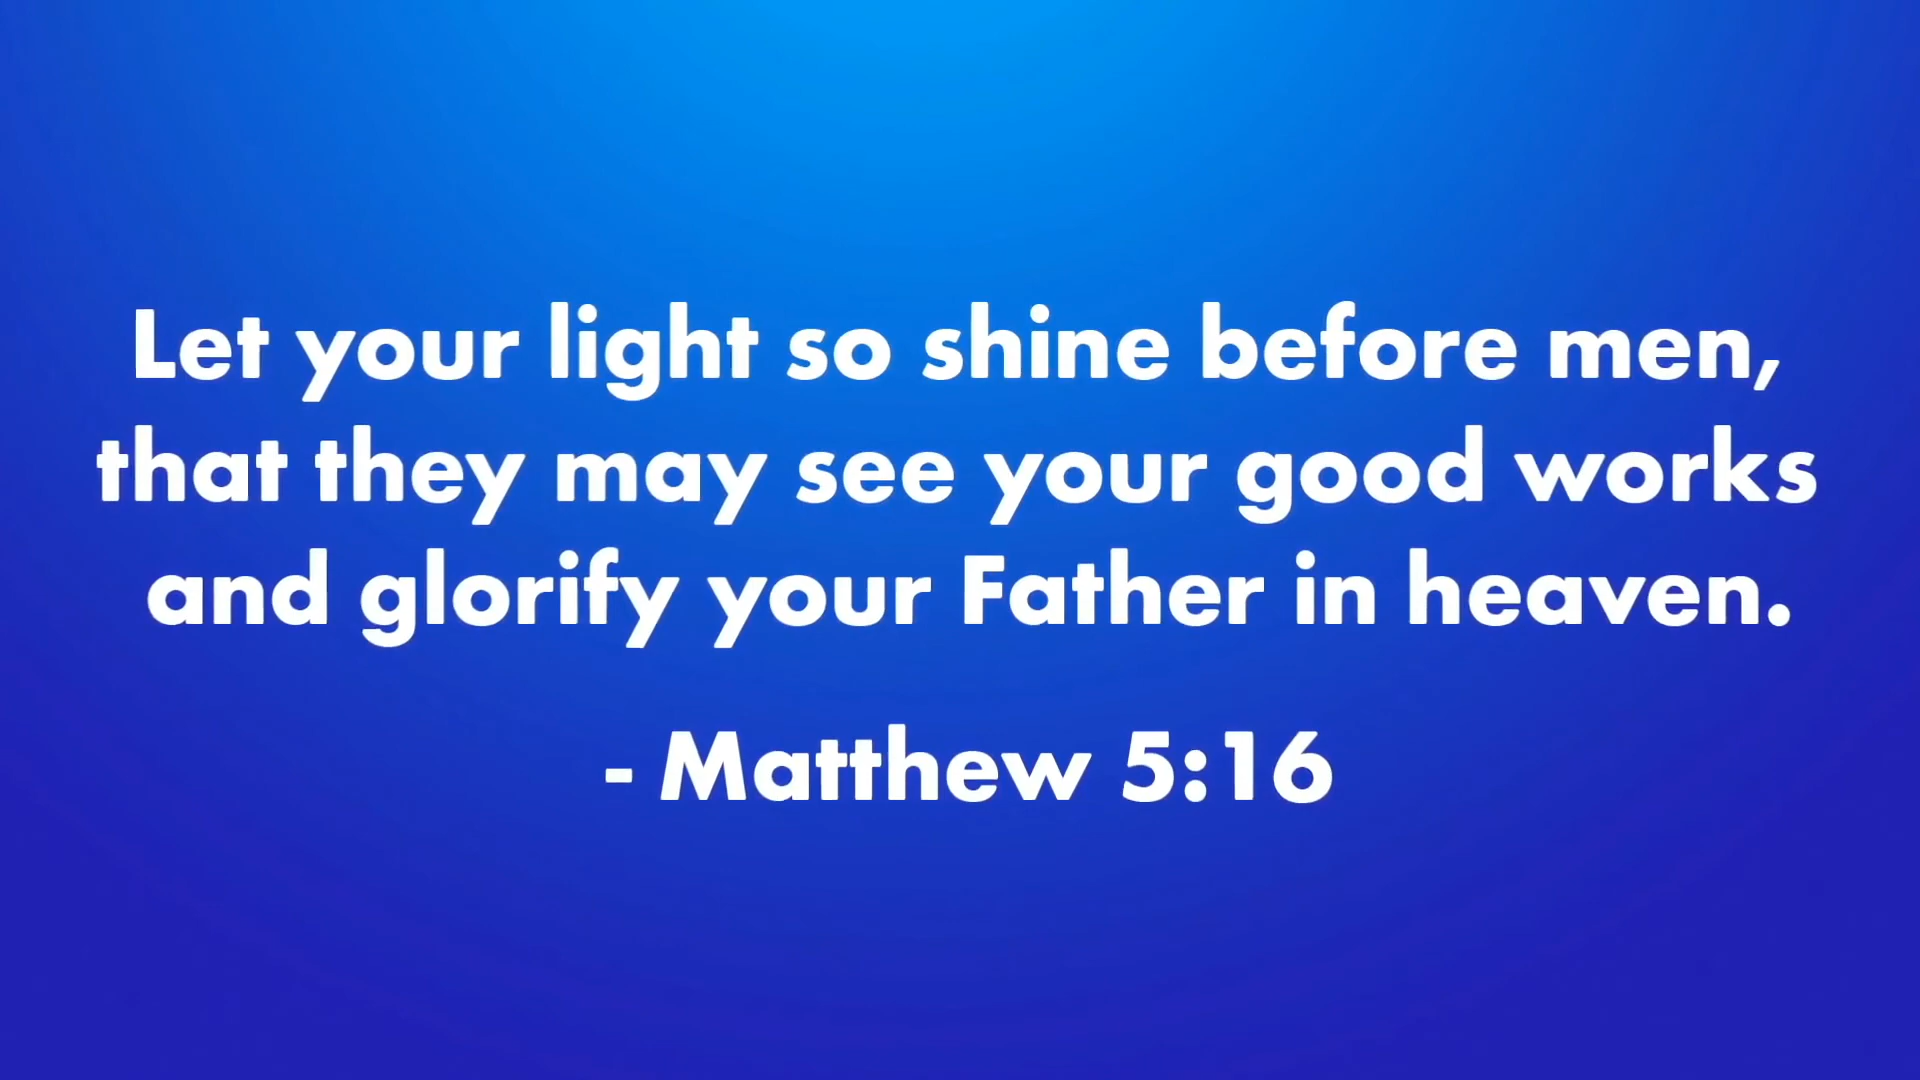 Let your light so shine before men,
that they may see your good works
and glorify your Father in heaven.
- Matthew 5:16